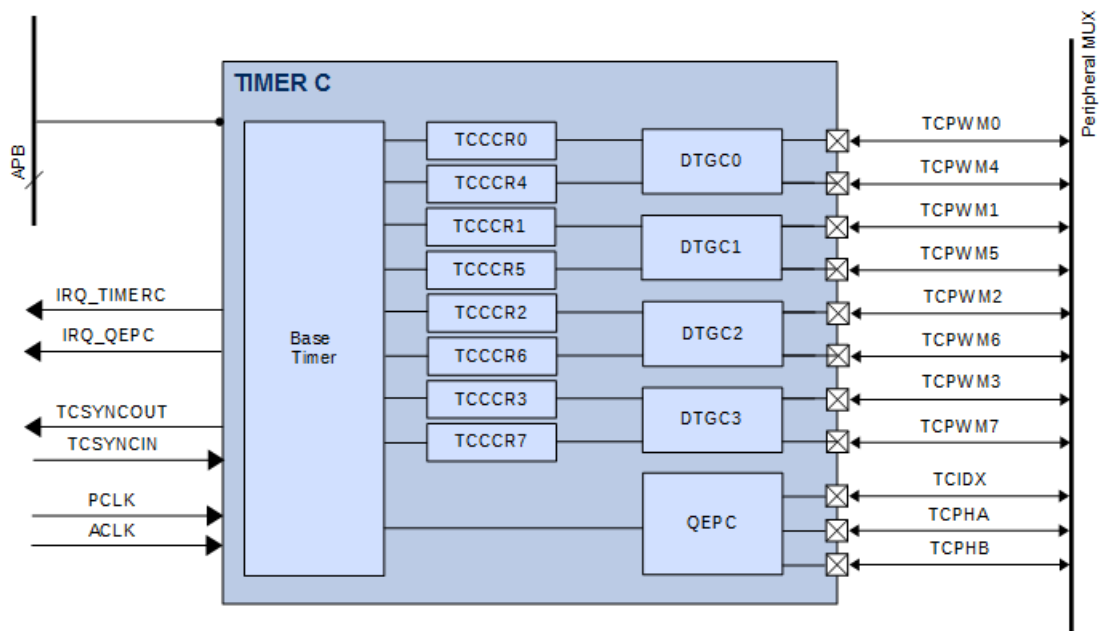 TIMER C
APB
Peripheral MUX
Base
Timer
TCCCR0
TCCCR4
TCCCR1
TCCCR5
TCCCR2
TCCCR6
TCCCR3
TCCCR7
DTGC0
DTGC1
DTGC2
DTGC3
QEPC
IRQ_TIMERC
IRQ_QEPC
TCSYNCOUT
TCSYNCIN
PCLK
ACLK
TCPWM0
TCPWM4
TCPWM1
TCPWM5
TCPWM2
TCPWM6
TCPWM3
TCPWM7
TCIDX
TCPHA
TCPHB